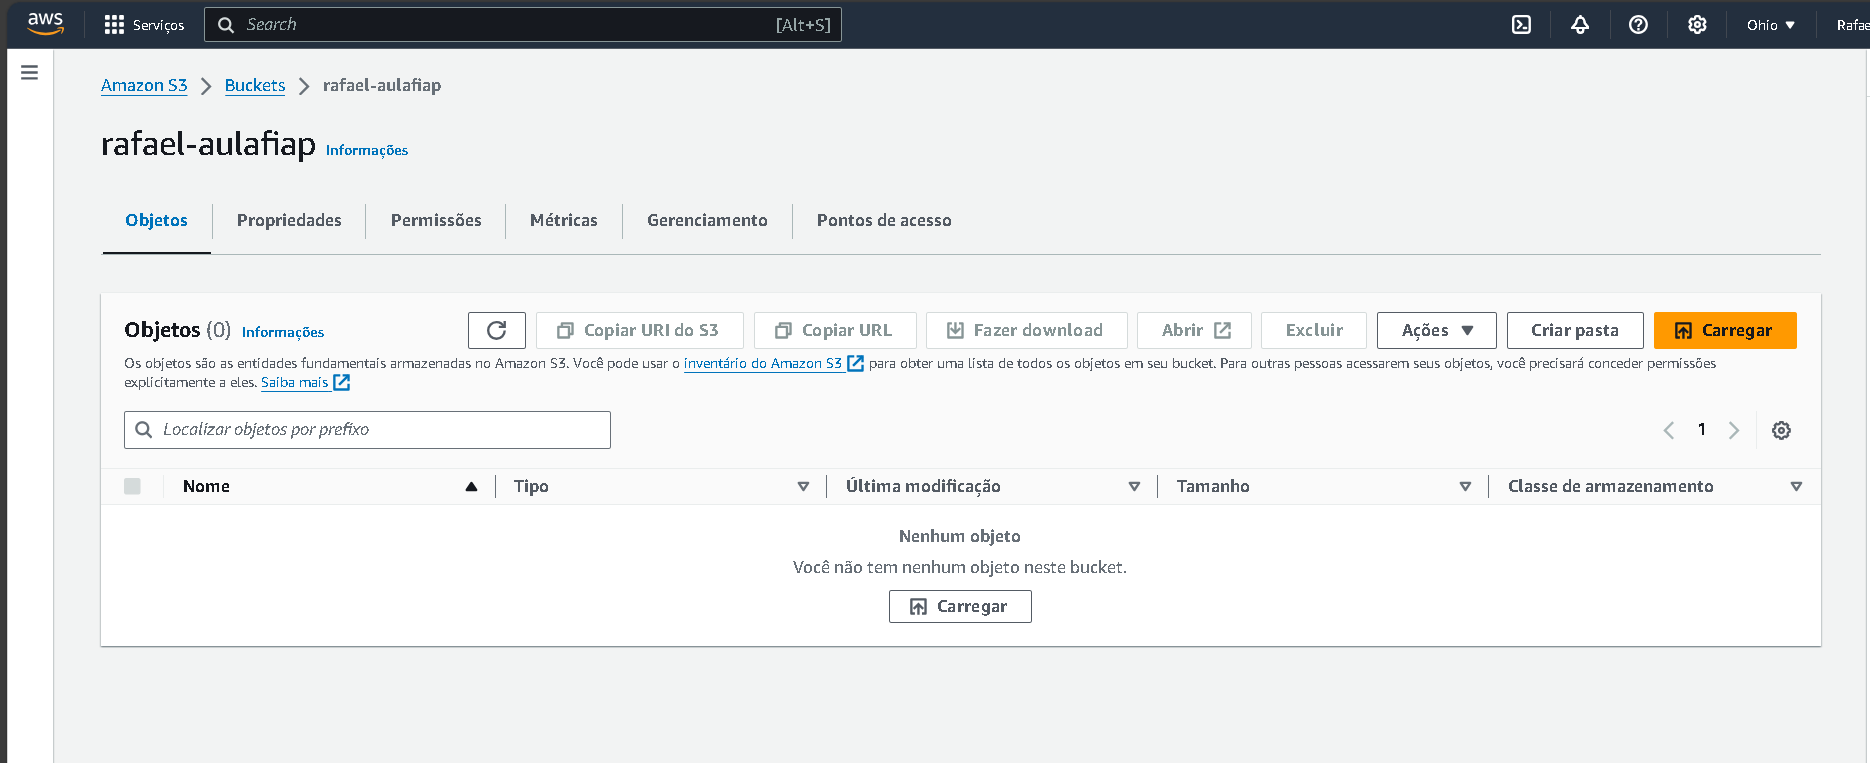 aws Serviços Search [Alt+S] Ohio Rafae
Amazon S3 Buckets rafael-aulafiap
rafael-aulafiap Informações
Objetos Propriedades Permissões Métricas Gerenciamento Pontos de acesso
Objetos (0) Informações Copiar URI do S3 Copiar URL Fazer download Abrir Excluir Ações Criar pasta Carregar
Os objetos são as entidades fundamentais armazenadas no Amazon S3. Você pode usar o inventário do Amazon S3 para obter uma lista de todos os objetos em seu bucket. Para outras pessoas acessarem seus objetos, você precisará conceder permissões
explicitamente a eles. Saiba mais
Localizar objetos por prefixo 1
Nome Tipo Última modificação Tamanho Classe de armazenamento
Nenhum objeto
Você não tem nenhum objeto neste bucket.
Carregar